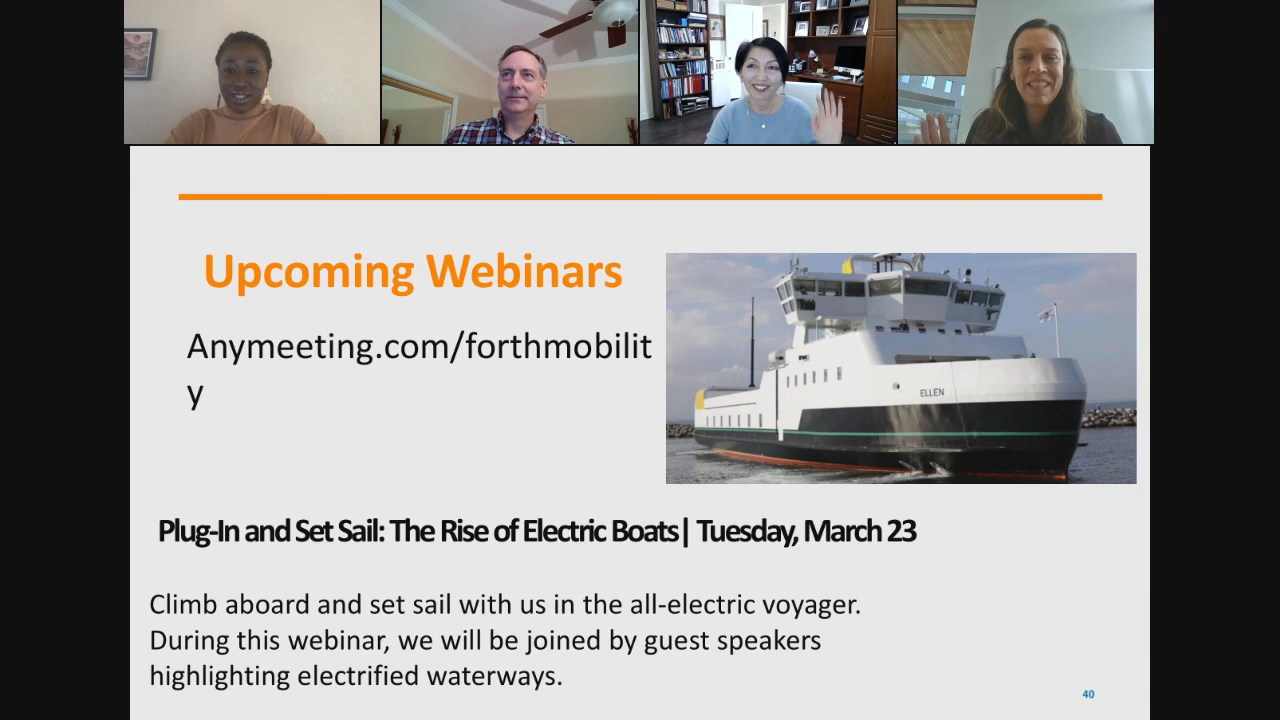 Upcoming Webinars
Anymeeting.com/forthmobilit
y
ELLEN
Plug-In and Set Sail: The Rise of Electric Boats| Tuesday, March 23
Climb aboard and set sail with us in the all-electric voyager.
During this webinar, we will be joined by guest speakers
highlighting electrified waterways.
40